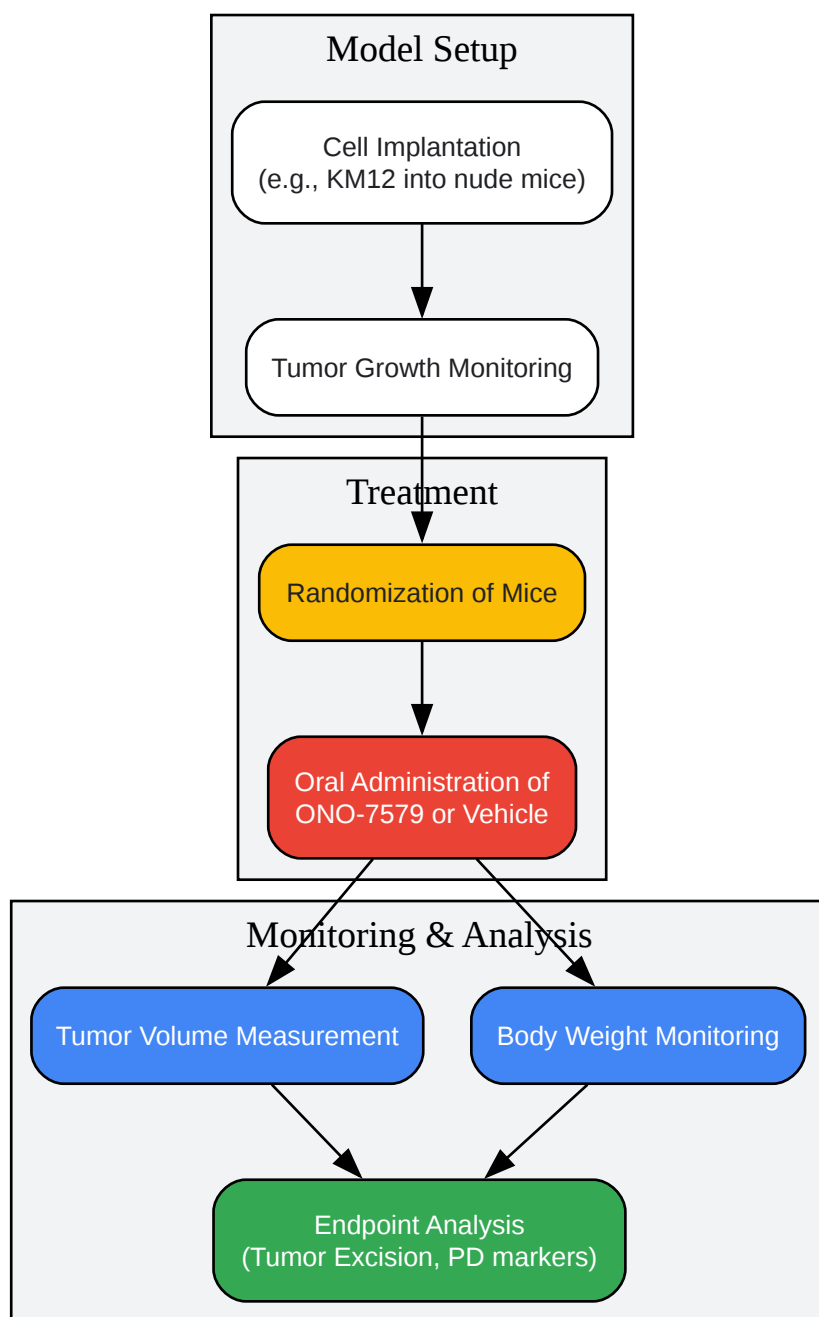 Model Setup
Cell Implantation
(e.g., KM12 into nude mice)
Tumor Growth Monitoring
Treatment
Randomization of Mice
Oral Administration of
ONO-7579 or Vehicle
Monitoring & Analysis
Tumor Volume Measurement
Body Weight Monitoring
Endpoint Analysis
(Tumor Excision, PD markers)